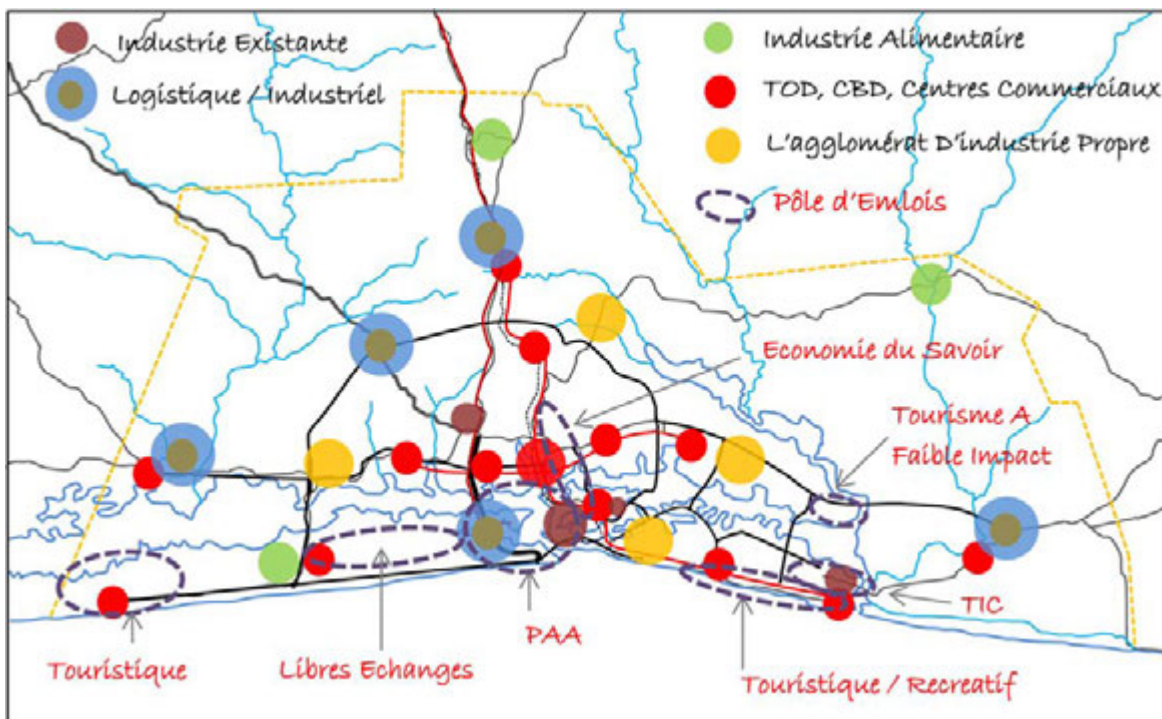 Industrie Existante
Logistique / Industriel
Industrie Alimentaire
TOD, CBD, Centres Commerciaux
L'agglomérat D'industrie Propre
Pôle d'Emlois
Economie du Savoir
Tourisme A
Faible Impact
TIC
PAA
Touristique
Libres Echanges
Touristique / Recreatif